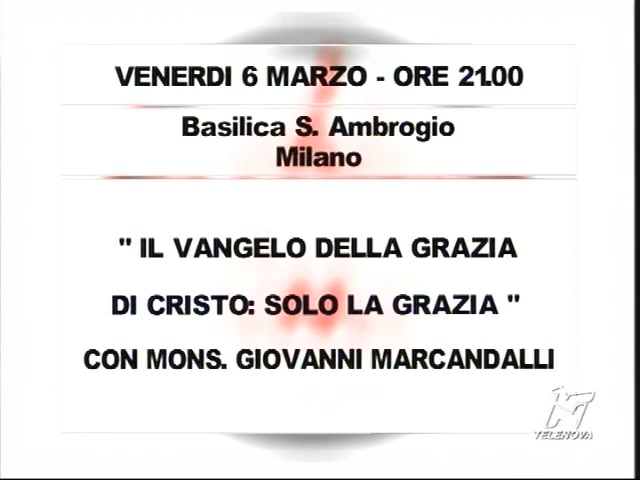 VENERDI 6 MARZO - ORE 21.00
Basilica S. Ambrogio
Milano
" IL VANGELO DELLA GRAZIA
DI CRISTO: SOLO LA GRAZIA "
CON MONS. GIOVANNI MARCANDALLI
TELENOVA